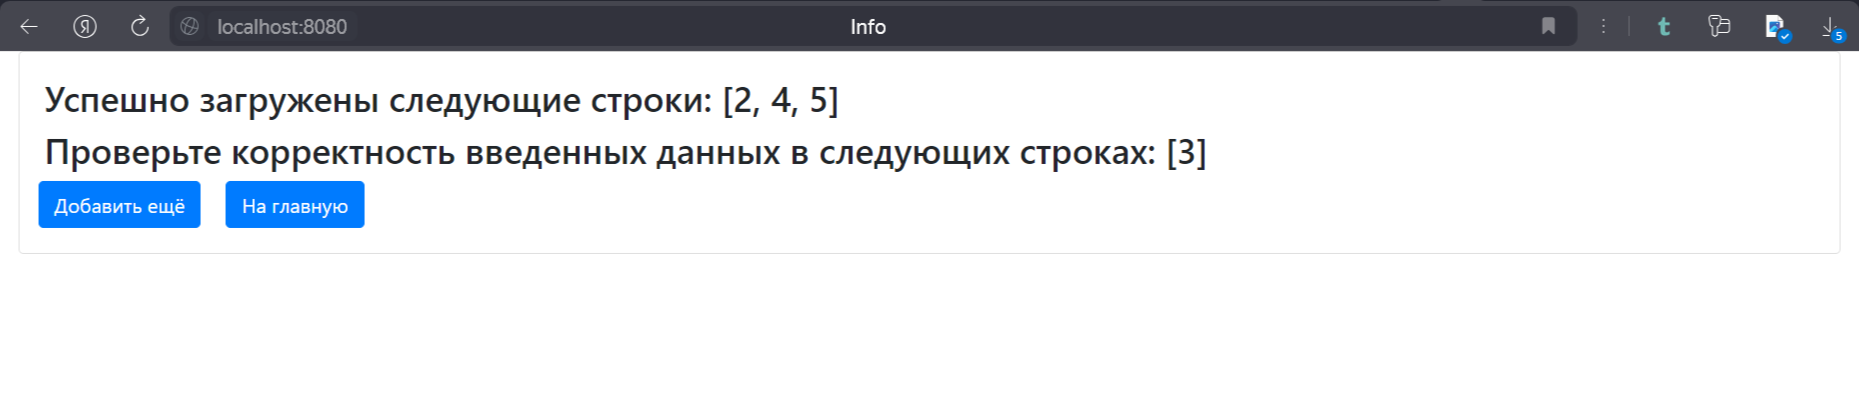 Я localhost:8080 Info t 5
Успешно загружены следующие строки: [2, 4, 5]
Проверьте корректность введенных данных в следующих строках: [3]
Добавить ещё На главную